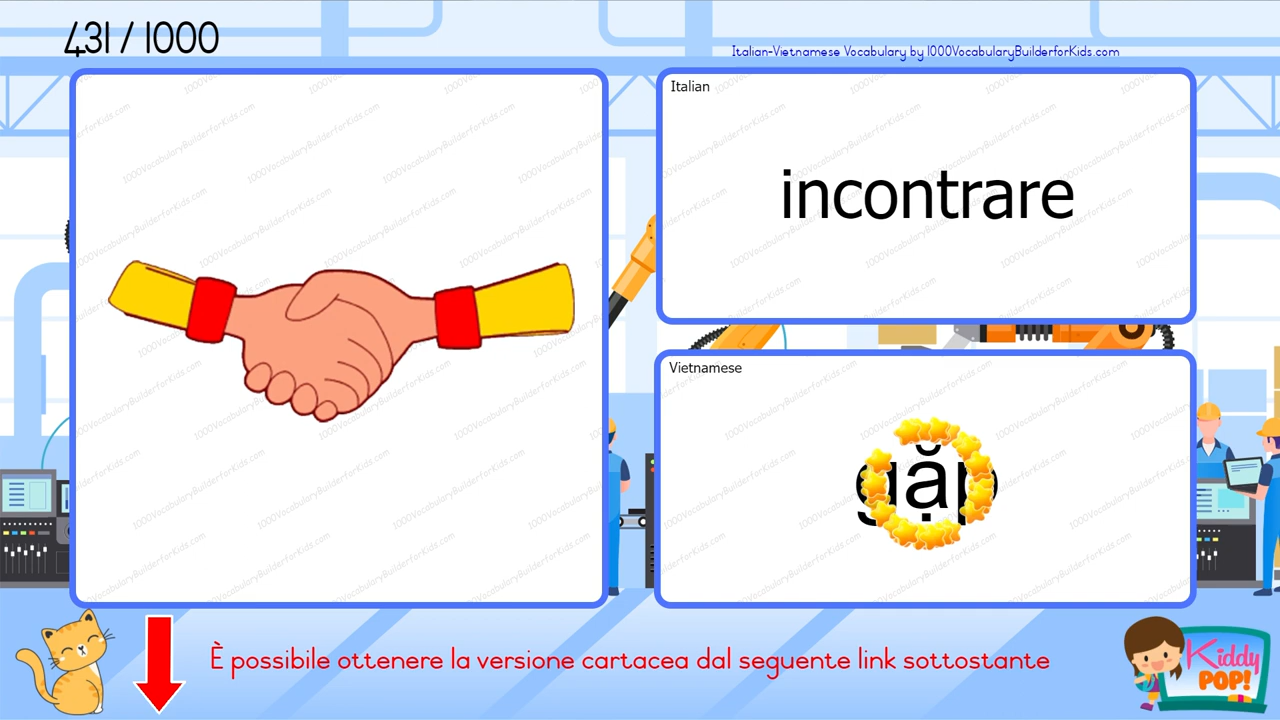 431 / 1000
Italian-Vietnamese Vocabulary by 1000VocabularyBuilderforKids.com
Italian
incontrare
Vietnamese
gặp
È possibile ottenere la versione cartacea dal seguente link sottostante
Kiddy
POP!